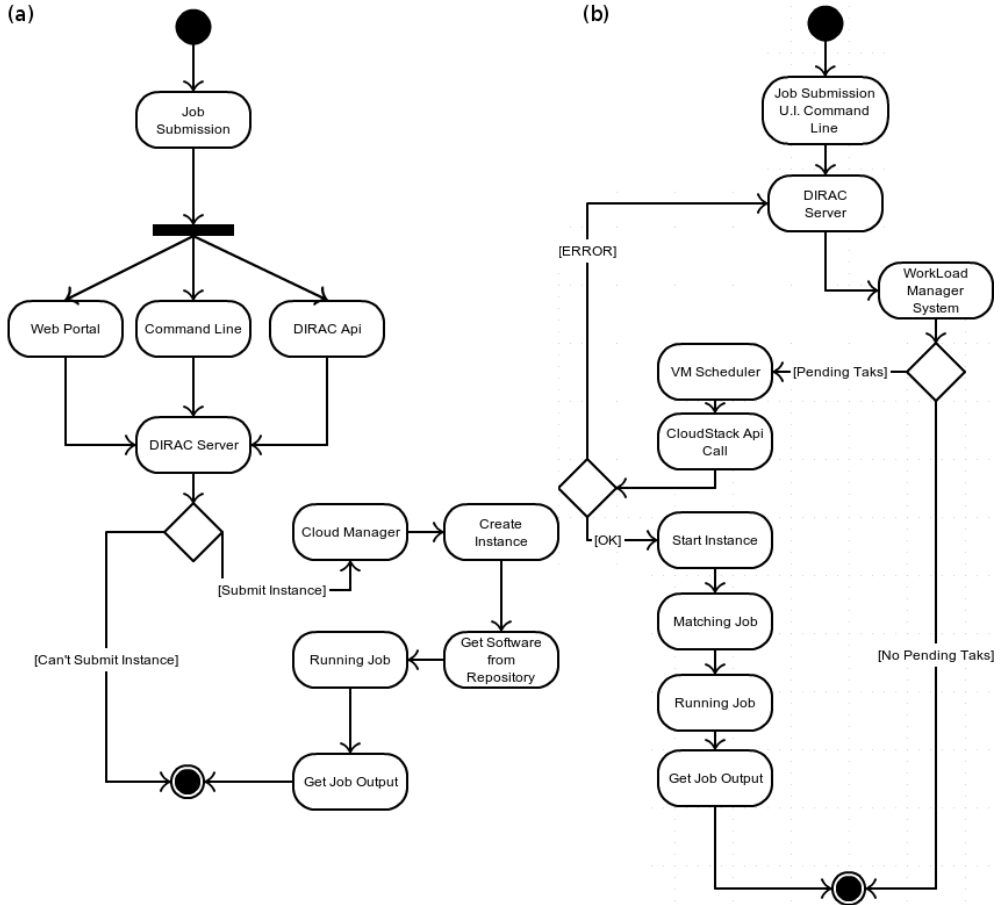 (a)
Job
Submission
Web Portal
Command Line
DIRAC Api
DIRAC Server
Cloud Manager
Create
Instance
[Submit Instance]
[Can't Submit Instance]
Running Job
Get Software
from
Repository
Get Job Output
(b)
Job Submission
U.I. Command
Line
DIRAC
Server
[ERROR]
WorkLoad
Manager
System
VM Scheduler
[Pending Taks]
CloudStack Api
Call
[OK]
Start Instance
Matching Job
[No Pending Taks]
Running Job
Get Job Output